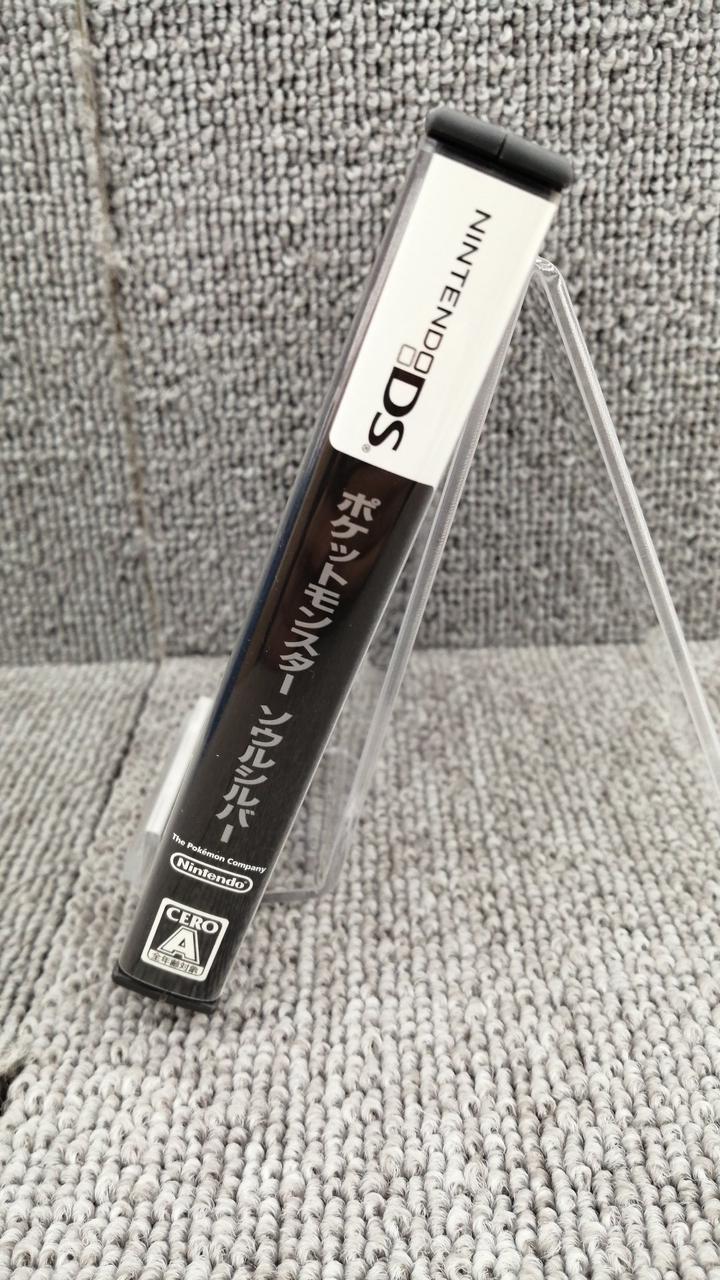 NINTENDO DS®
ポケットモンスター ソウルシルバー
The Pokémon Company
Nintendo®
CERO
A
全年齢対象